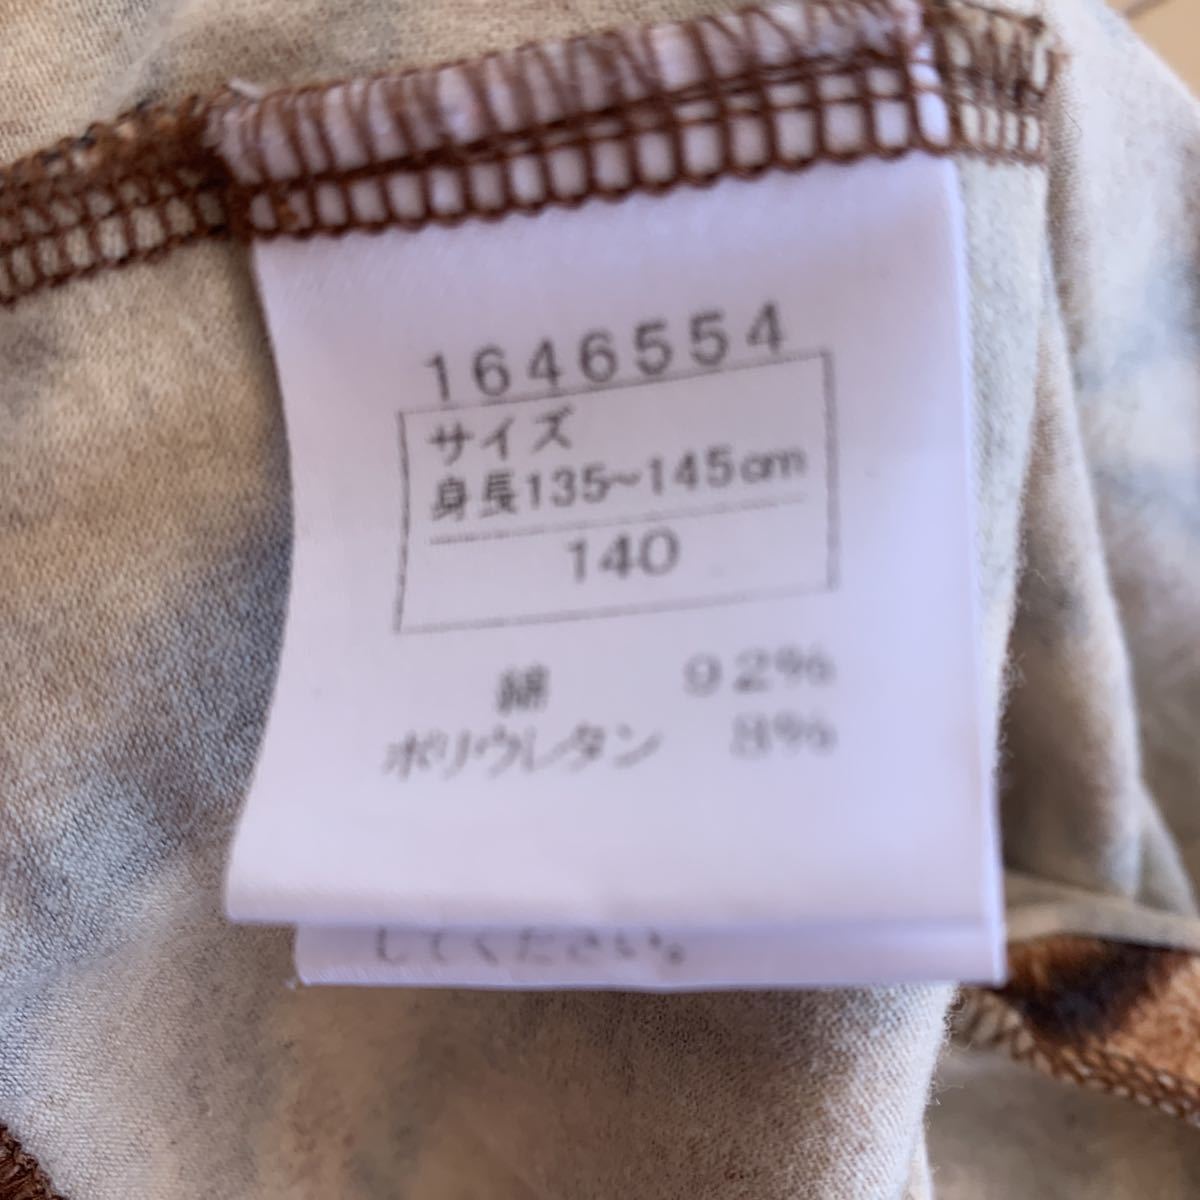 1646554
サイズ
身長135~145cm
140
綿 92%
ポリウレタン 8%
してください。